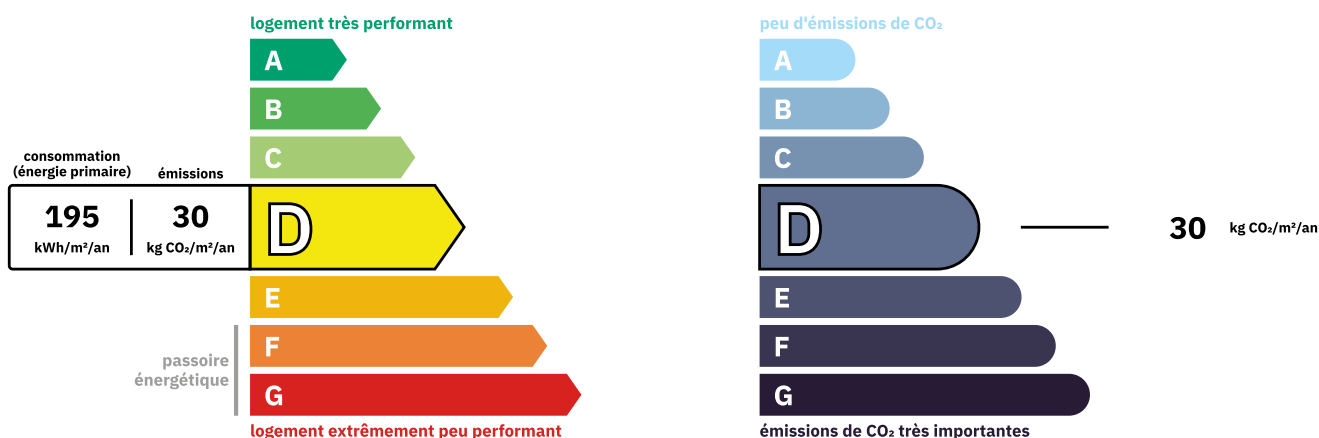 logement très performant
A
B
C
consommation
(énergie primaire)
émissions
195
kWh/m²/an
30
kg CO₂/m²/an
D
E
F
G
passoire
énergétique
logement extrêmement peu performant
peu d'émissions de CO₂
A
B
C
D
30
kg CO₂/m²/an
E
F
G
émissions de CO₂ très importantes